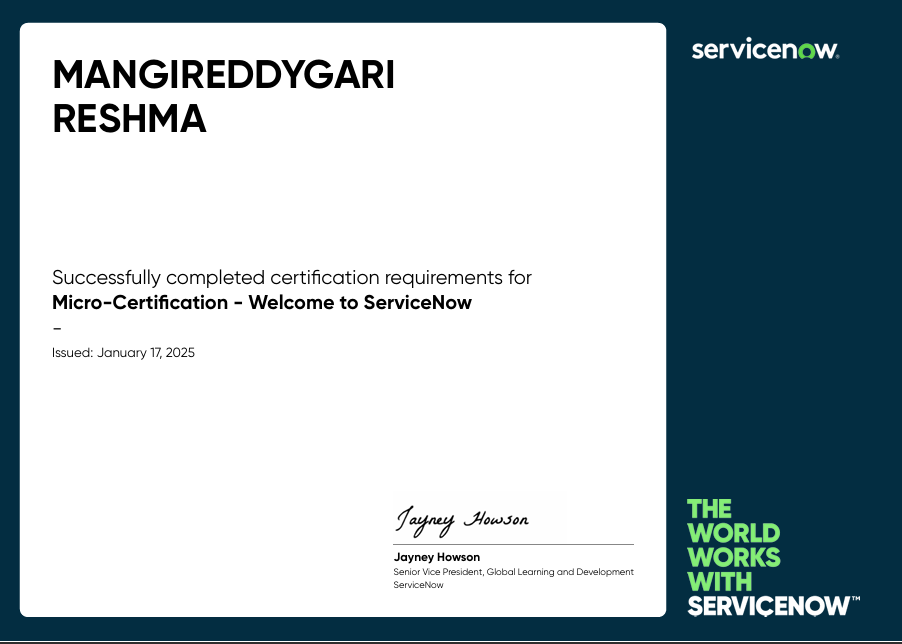 MANGIREDDYGARI
RESHMA
Successfully completed certification requirements for
Micro-Certification - Welcome to ServiceNow
–
Issued: January 17, 2025
Jayney Howson
Jayney Howson
Senior Vice President, Global Learning and Development
ServiceNow
servicenow®
THE
WORLD
WORKS
WITH
SERVICENOW™